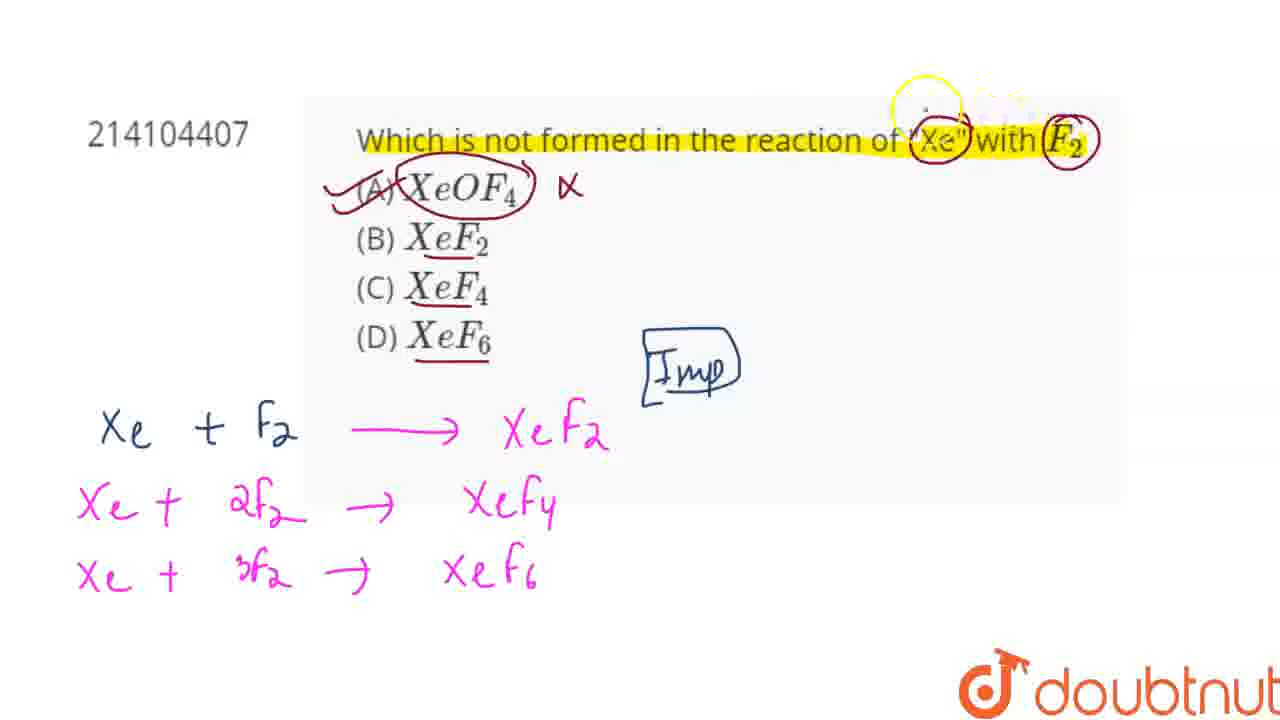 214104407
Which is not formed in the reaction of "Xe" with F₂
(A) XeOF₄ ×
(B) XeF₂
(C) XeF₄
(D) XeF₆
Imp
Xe + F₂ → XeF₂
Xe + 2F₂ → XeF₄
Xe + 3F₂ → XeF₆
doubtnut